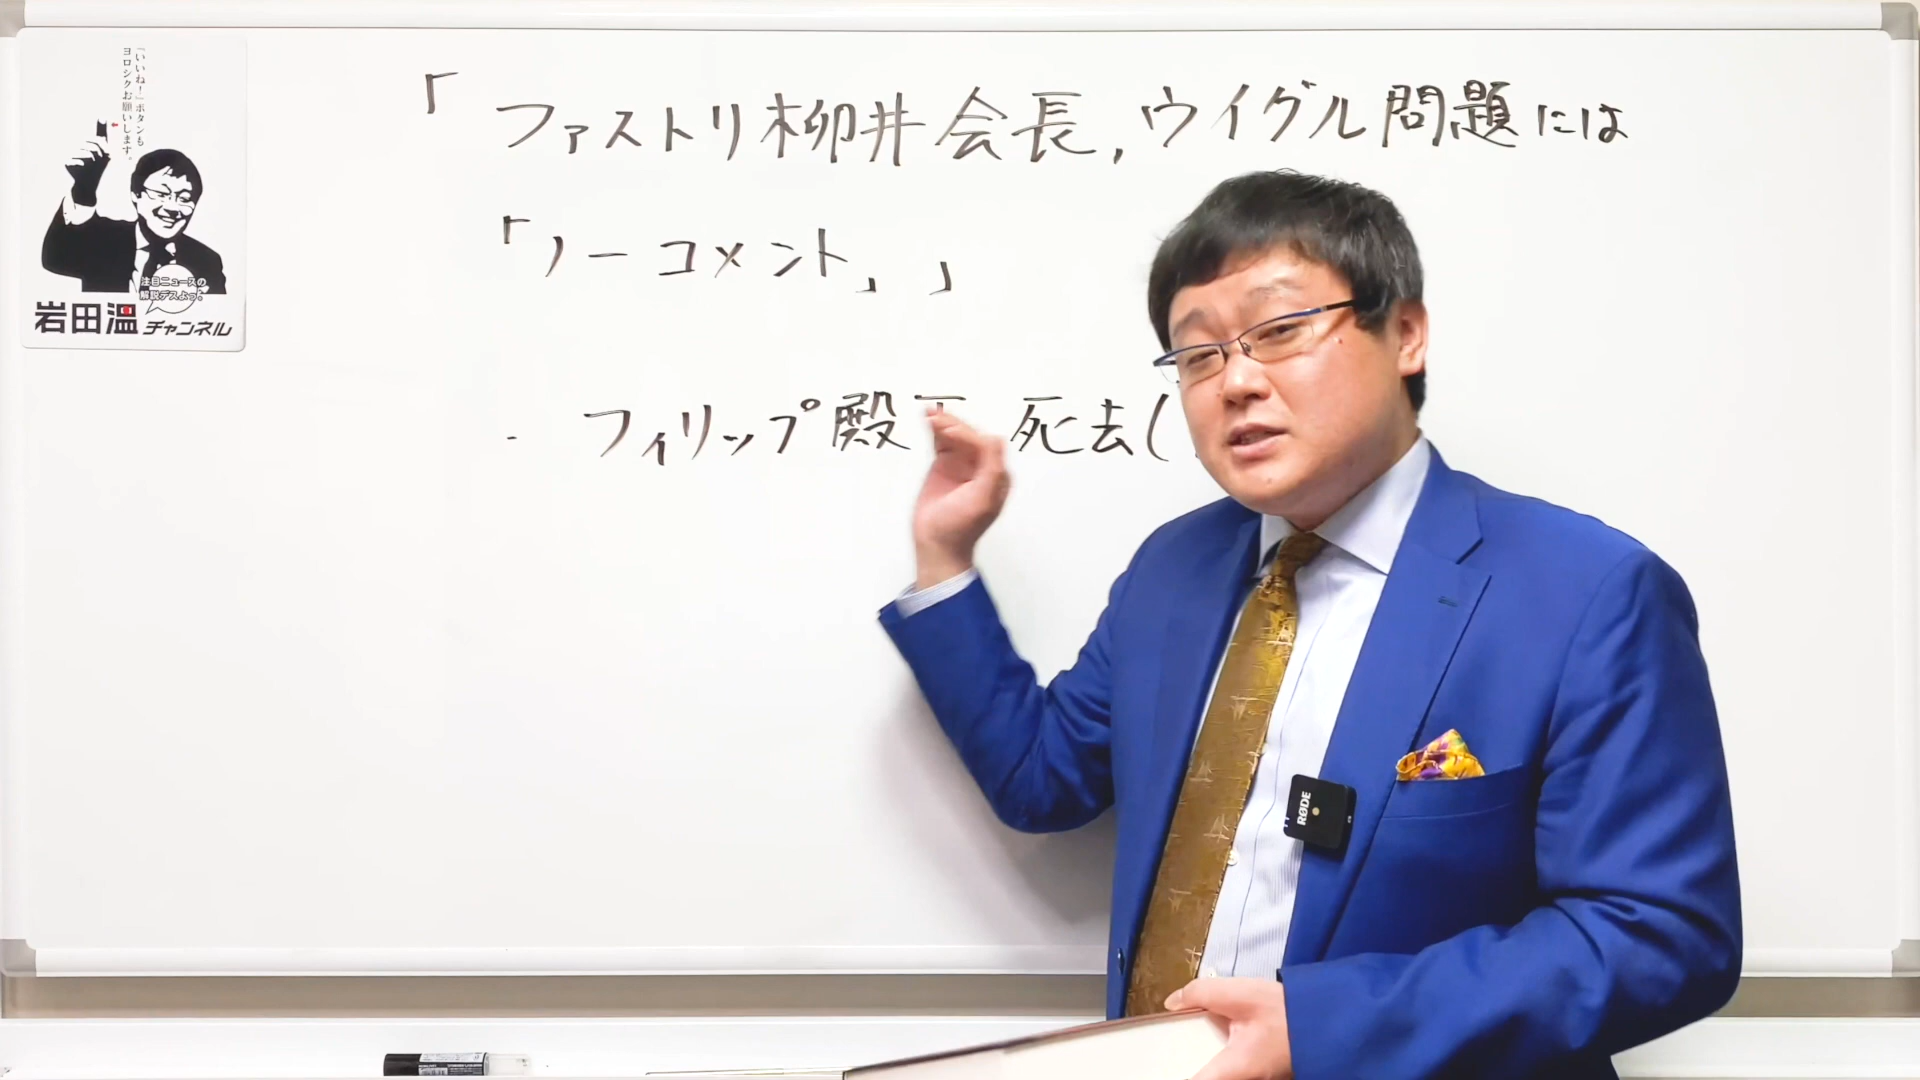 「いいね!」ボタンも
ヨロシクお願いします。
注目ニュースの
解説デスよっ!
岩田温チャンネル
「ファストリ柳井会長,ウイグル問題には
「ノーコメント」」
・フィリップ殿下 死去(
RØDE